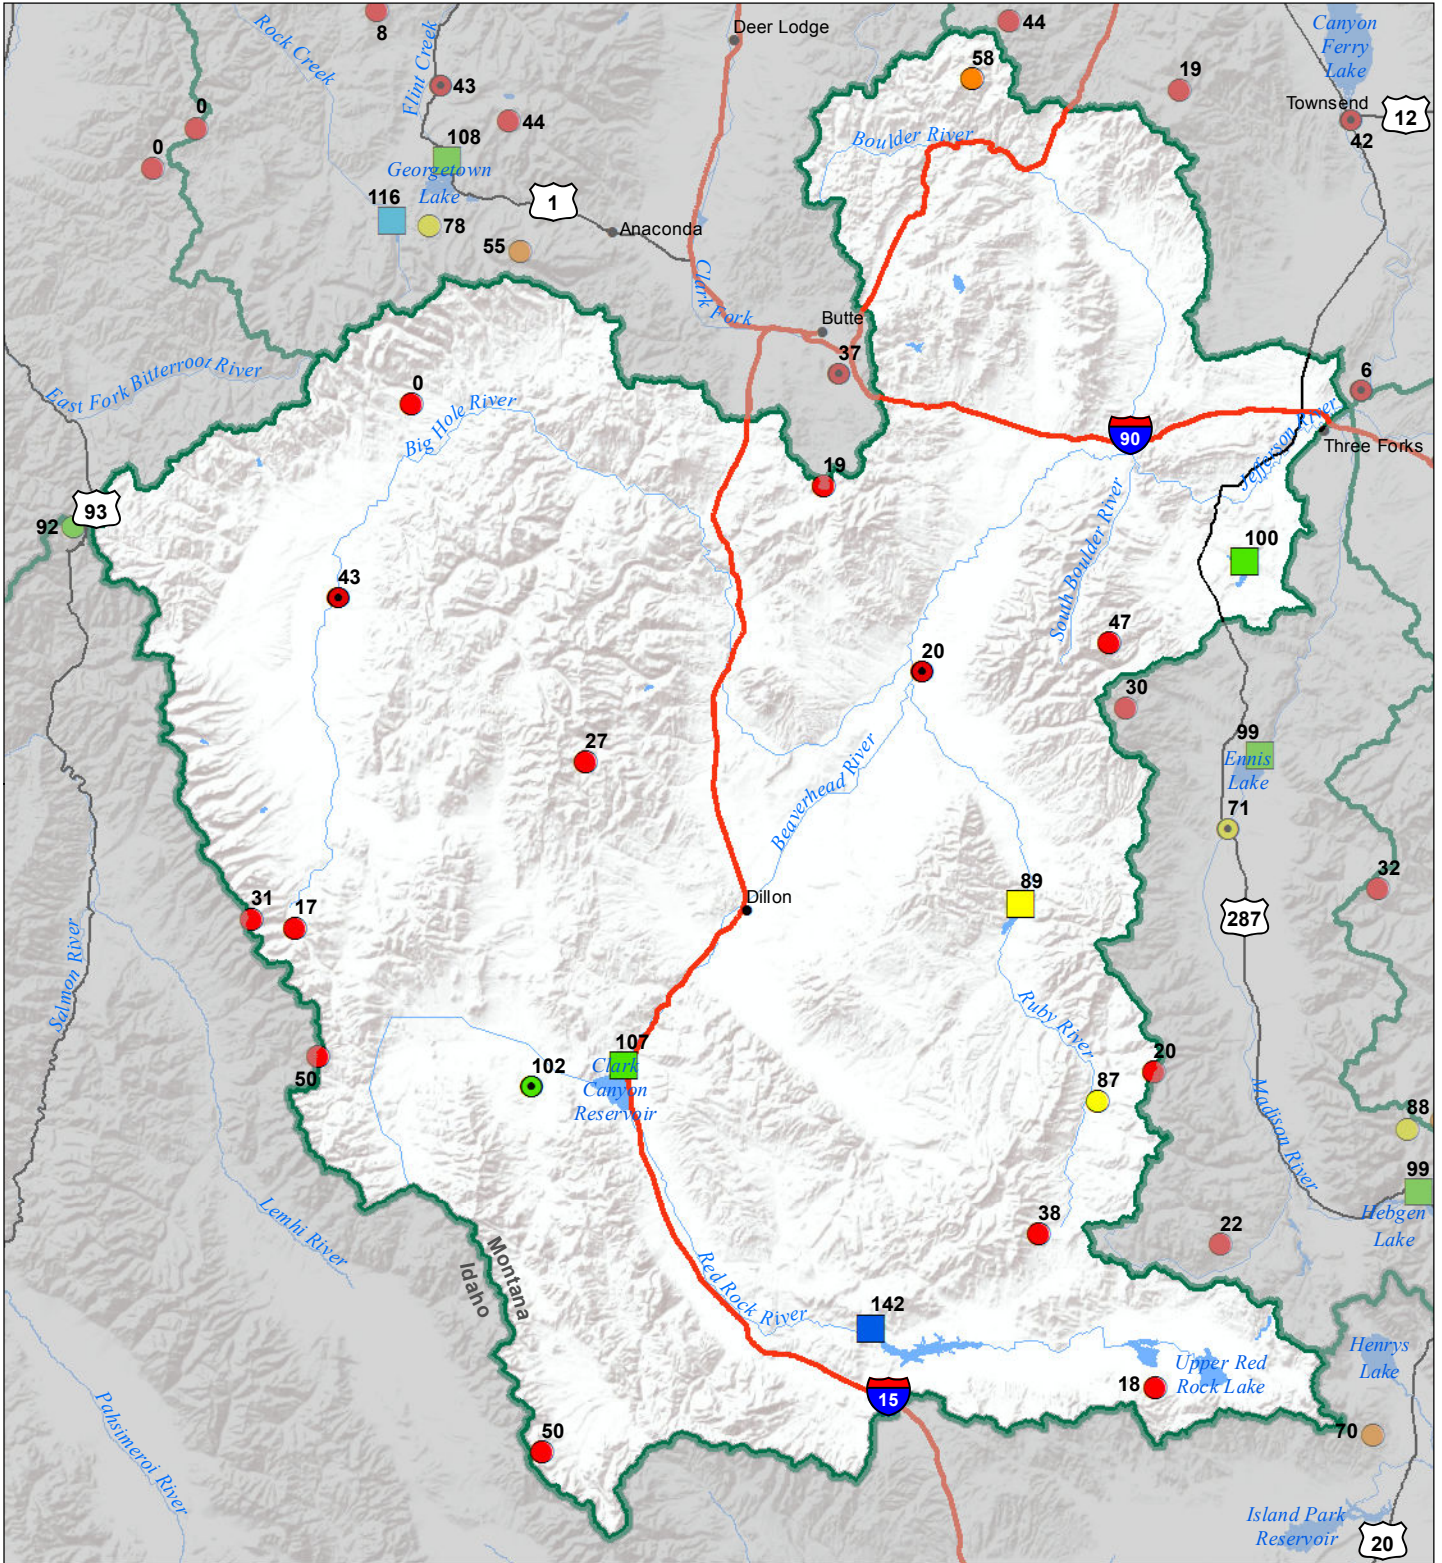 Deer Lodge
44
Canyon
Ferry
Lake
8
Rock Creek
Flint Creek
58
19
43
Townsend
12
0
44
42
108
Boulder River
0
Georgetown
Lake
116
1
78
Anaconda
55
Clark Fork
Butte
37
East Fork Bitterroot River
0
6
Big Hole River
90
Jefferson River
Three Forks
19
93
92
South Boulder River
100
43
47
20
30
27
99
Ennis
Lake
Beaverhead River
71
32
89
Dillon
31
17
287
Salmon River
Ruby River
107
20
102
Clark
Canyon
Reservoir
50
87
Madison River
88
99
Hebgen
Lake
Lemhi River
38
22
Montana
Idaho
Red Rock River
142
Henrys
Lake
Upper Red
Rock Lake
18
15
Pahsimeroi River
50
70
Island Park
Reservoir
20